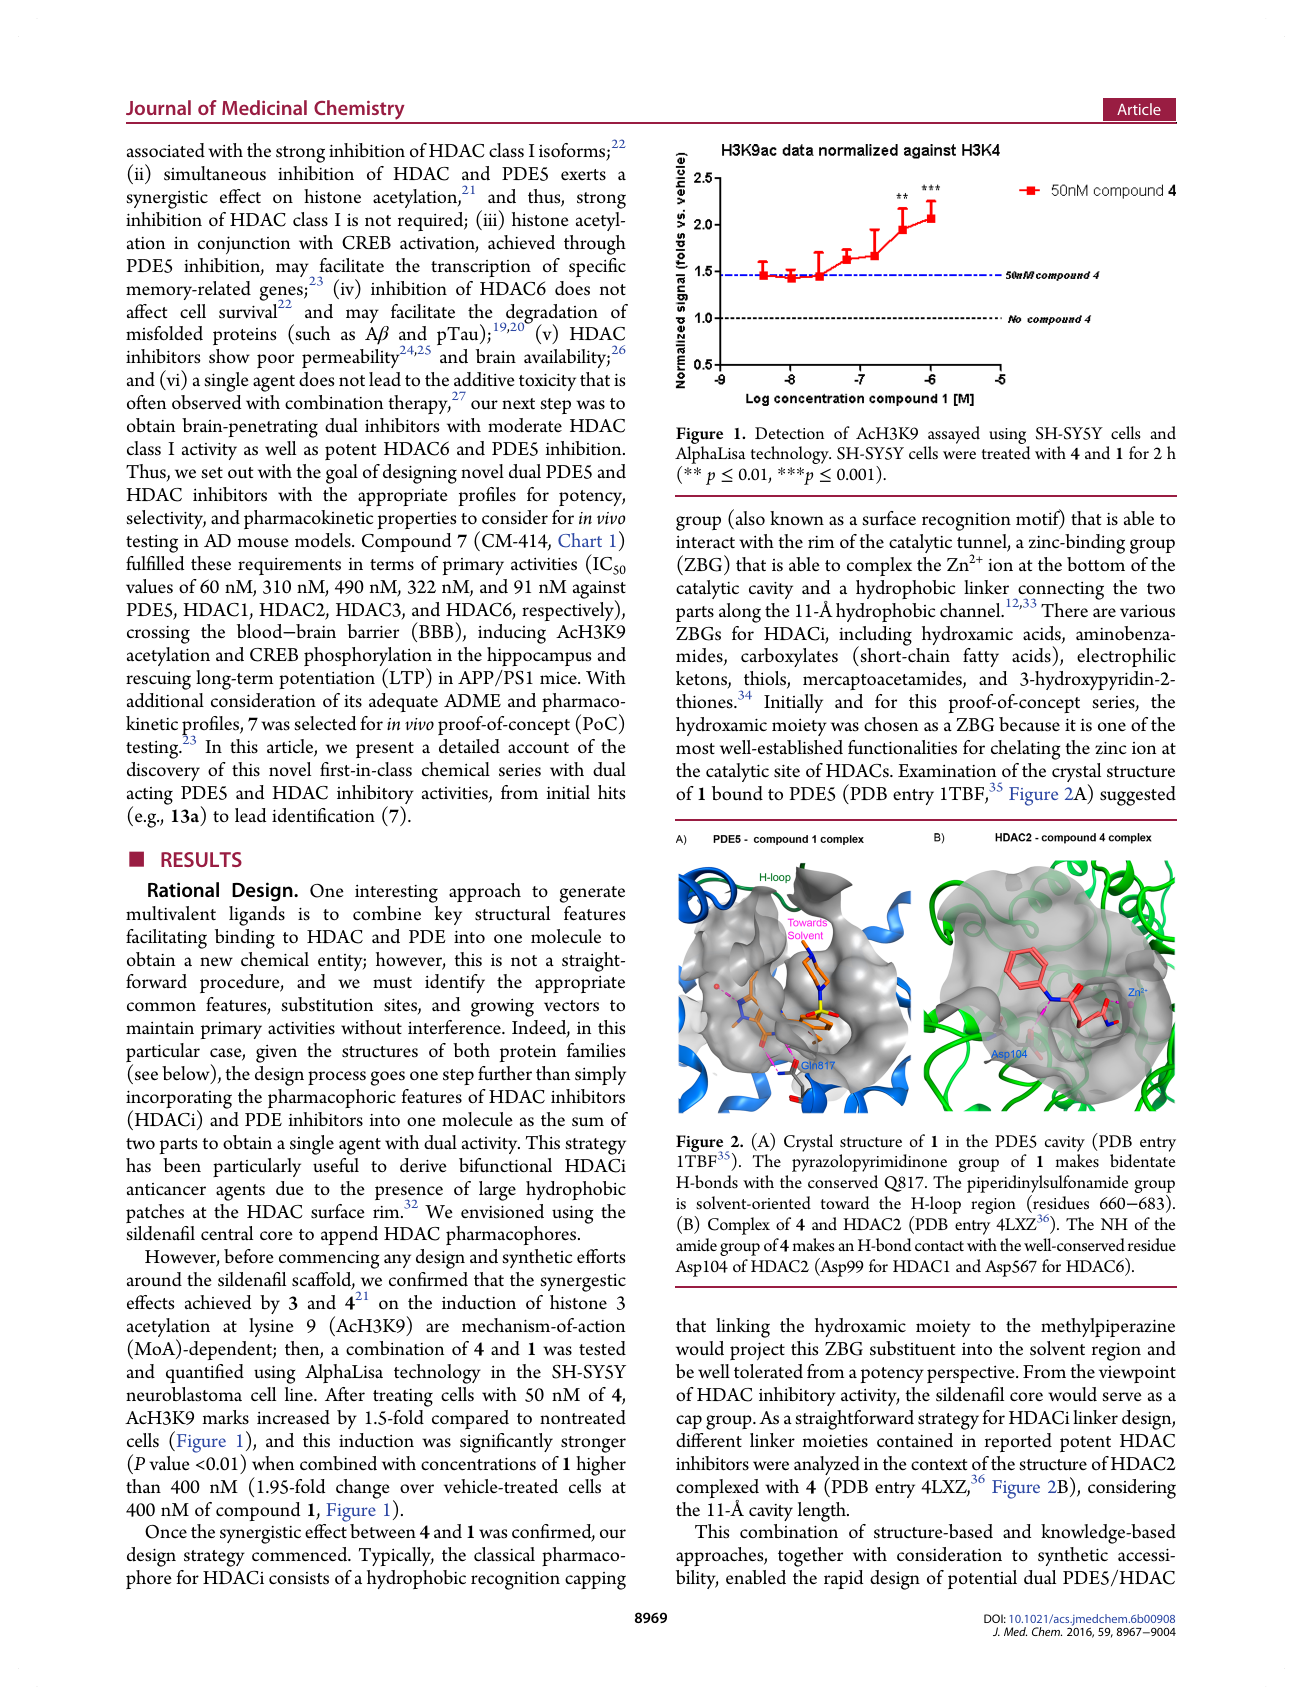 Journal of Medicinal Chemistry
Article
associated with the strong inhibition of HDAC class I isoforms;22
(ii) simultaneous inhibition of HDAC and PDE5 exerts a
synergistic effect on histone acetylation,21 and thus, strong
inhibition of HDAC class I is not required; (iii) histone acetyl-
ation in conjunction with CREB activation, achieved through
PDE5 inhibition, may facilitate the transcription of specific
memory-related genes;23 (iv) inhibition of HDAC6 does not
affect cell survival22 and may facilitate the degradation of
misfolded proteins (such as Aβ and pTau);19,20 (v) HDAC
inhibitors show poor permeability24,25 and brain availability;26
and (vi) a single agent does not lead to the additive toxicity that is
often observed with combination therapy,27 our next step was to
obtain brain-penetrating dual inhibitors with moderate HDAC
class I activity as well as potent HDAC6 and PDE5 inhibition.
Thus, we set out with the goal of designing novel dual PDE5 and
HDAC inhibitors with the appropriate profiles for potency,
selectivity, and pharmacokinetic properties to consider for in vivo
testing in AD mouse models. Compound 7 (CM-414, Chart 1)
fulfilled these requirements in terms of primary activities (IC50
values of 60 nM, 310 nM, 490 nM, 322 nM, and 91 nM against
PDE5, HDAC1, HDAC2, HDAC3, and HDAC6, respectively),
crossing the blood−brain barrier (BBB), inducing AcH3K9
acetylation and CREB phosphorylation in the hippocampus and
rescuing long-term potentiation (LTP) in APP/PS1 mice. With
additional consideration of its adequate ADME and pharmaco-
kinetic profiles, 7 was selected for in vivo proof-of-concept (PoC)
testing.23 In this article, we present a detailed account of the
discovery of this novel first-in-class chemical series with dual
acting PDE5 and HDAC inhibitory activities, from initial hits
(e.g., 13a) to lead identification (7).
■ RESULTS
Rational Design. One interesting approach to generate
multivalent ligands is to combine key structural features
facilitating binding to HDAC and PDE into one molecule to
obtain a new chemical entity; however, this is not a straight-
forward procedure, and we must identify the appropriate
common features, substitution sites, and growing vectors to
maintain primary activities without interference. Indeed, in this
particular case, given the structures of both protein families
(see below), the design process goes one step further than simply
incorporating the pharmacophoric features of HDAC inhibitors
(HDACi) and PDE inhibitors into one molecule as the sum of
two parts to obtain a single agent with dual activity. This strategy
has been particularly useful to derive bifunctional HDACi
anticancer agents due to the presence of large hydrophobic
patches at the HDAC surface rim.32 We envisioned using the
sildenafil central core to append HDAC pharmacophores.
However, before commencing any design and synthetic efforts
around the sildenafil scaffold, we confirmed that the synergestic
effects achieved by 3 and 421 on the induction of histone 3
acetylation at lysine 9 (AcH3K9) are mechanism-of-action
(MoA)-dependent; then, a combination of 4 and 1 was tested
and quantified using AlphaLisa technology in the SH-SY5Y
neuroblastoma cell line. After treating cells with 50 nM of 4,
AcH3K9 marks increased by 1.5-fold compared to nontreated
cells (Figure 1), and this induction was significantly stronger
(P value <0.01) when combined with concentrations of 1 higher
than 400 nM (1.95-fold change over vehicle-treated cells at
400 nM of compound 1, Figure 1).
Once the synergistic effect between 4 and 1 was confirmed, our
design strategy commenced. Typically, the classical pharmaco-
phore for HDACi consists of a hydrophobic recognition capping
H3K9ac data normalized against H3K4
Normalized signal (folds vs. vehicle)
2.5
2.0
1.5
1.0
0.5
-9
-8
-7
-6
-5
**
***
50nM compound 4
50nM compound 4
No compound 4
Log concentration compound 1 [M]
Figure 1. Detection of AcH3K9 assayed using SH-SY5Y cells and
AlphaLisa technology. SH-SY5Y cells were treated with 4 and 1 for 2 h
(** p ≤ 0.01, ***p ≤ 0.001).
group (also known as a surface recognition motif) that is able to
interact with the rim of the catalytic tunnel, a zinc-binding group
(ZBG) that is able to complex the Zn2+ ion at the bottom of the
catalytic cavity and a hydrophobic linker connecting the two
parts along the 11-Å hydrophobic channel.12,33 There are various
ZBGs for HDACi, including hydroxamic acids, aminobenza-
mides, carboxylates (short-chain fatty acids), electrophilic
ketons, thiols, mercaptoacetamides, and 3-hydroxypyridin-2-
thiones.34 Initially and for this proof-of-concept series, the
hydroxamic moiety was chosen as a ZBG because it is one of the
most well-established functionalities for chelating the zinc ion at
the catalytic site of HDACs. Examination of the crystal structure
of 1 bound to PDE5 (PDB entry 1TBF,35 Figure 2A) suggested
A) PDE5 - compound 1 complex
B) HDAC2 - compound 4 complex
H-loop
Towards
Solvent
Gln817
Zn2+
Asp104
Figure 2. (A) Crystal structure of 1 in the PDE5 cavity (PDB entry
1TBF35). The pyrazolopyrimidinone group of 1 makes bidentate
H-bonds with the conserved Q817. The piperidinylsulfonamide group
is solvent-oriented toward the H-loop region (residues 660−683).
(B) Complex of 4 and HDAC2 (PDB entry 4LXZ36). The NH of the
amide group of 4 makes an H-bond contact with the well-conserved residue
Asp104 of HDAC2 (Asp99 for HDAC1 and Asp567 for HDAC6).
that linking the hydroxamic moiety to the methylpiperazine
would project this ZBG substituent into the solvent region and
be well tolerated from a potency perspective. From the viewpoint
of HDAC inhibitory activity, the sildenafil core would serve as a
cap group. As a straightforward strategy for HDACi linker design,
different linker moieties contained in reported potent HDAC
inhibitors were analyzed in the context of the structure of HDAC2
complexed with 4 (PDB entry 4LXZ,36 Figure 2B), considering
the 11-Å cavity length.
This combination of structure-based and knowledge-based
approaches, together with consideration to synthetic accessi-
bility, enabled the rapid design of potential dual PDE5/HDAC
8969
DOI: 10.1021/acs.jmedchem.6b00908
J. Med. Chem. 2016, 59, 8967−9004